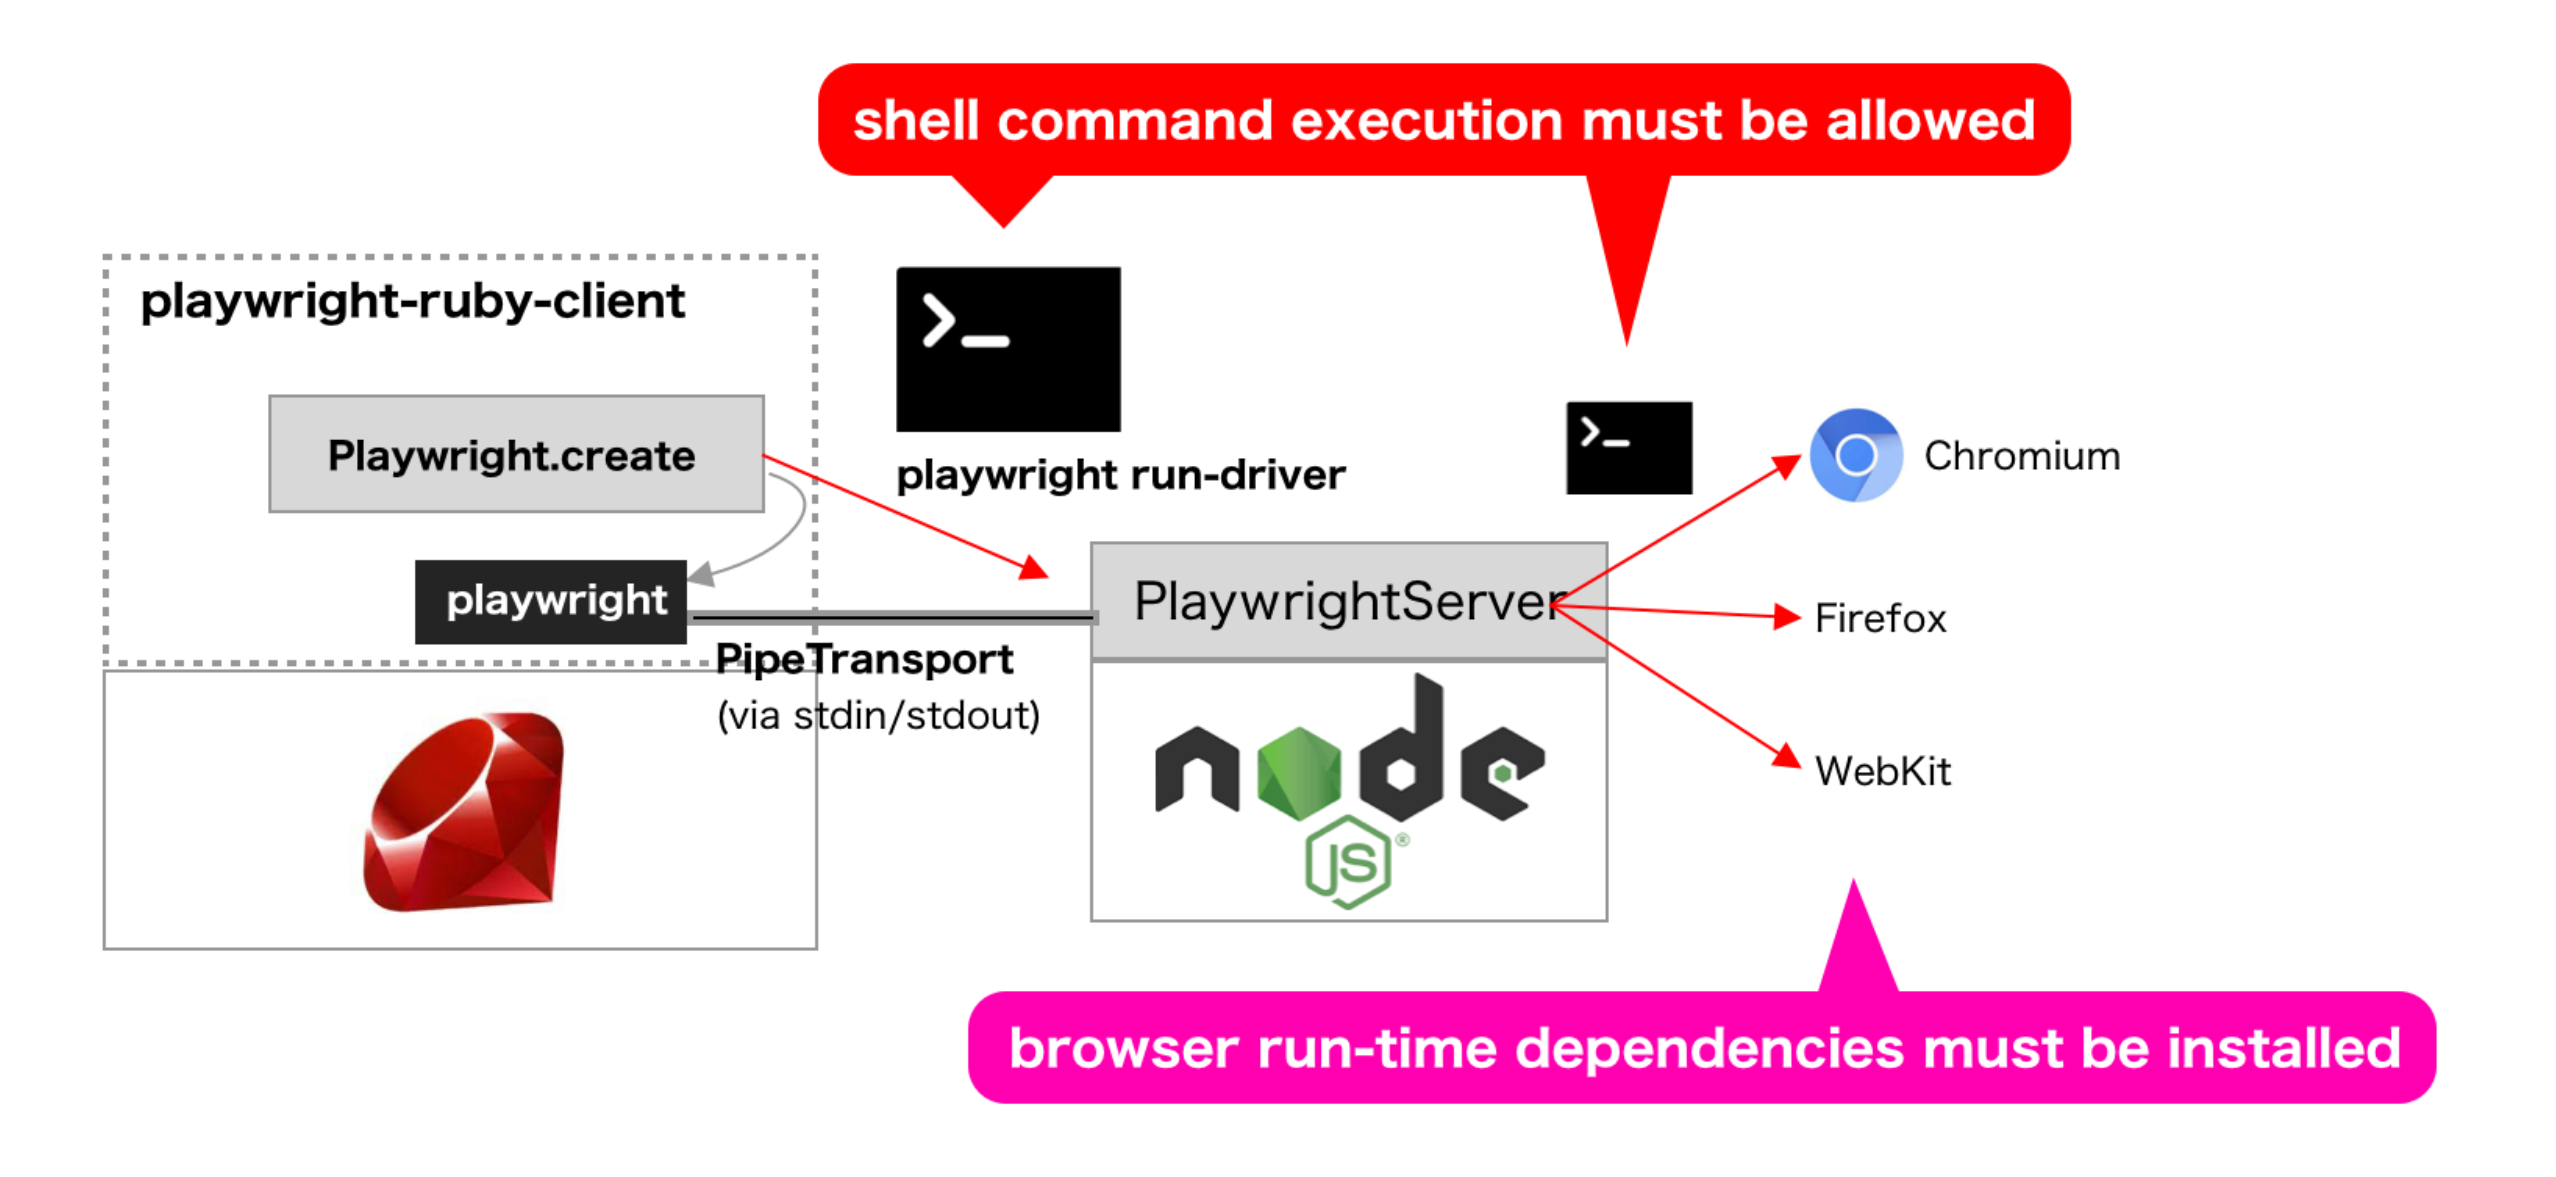 shell command execution must be allowed
playwright-ruby-client
>_
Playwright.create
playwright run-driver
>_
Chromium
playwright
PlaywrightServer
Firefox
PipeTransport
(via stdin/stdout)
WebKit
node
JS®
browser run-time dependencies must be installed